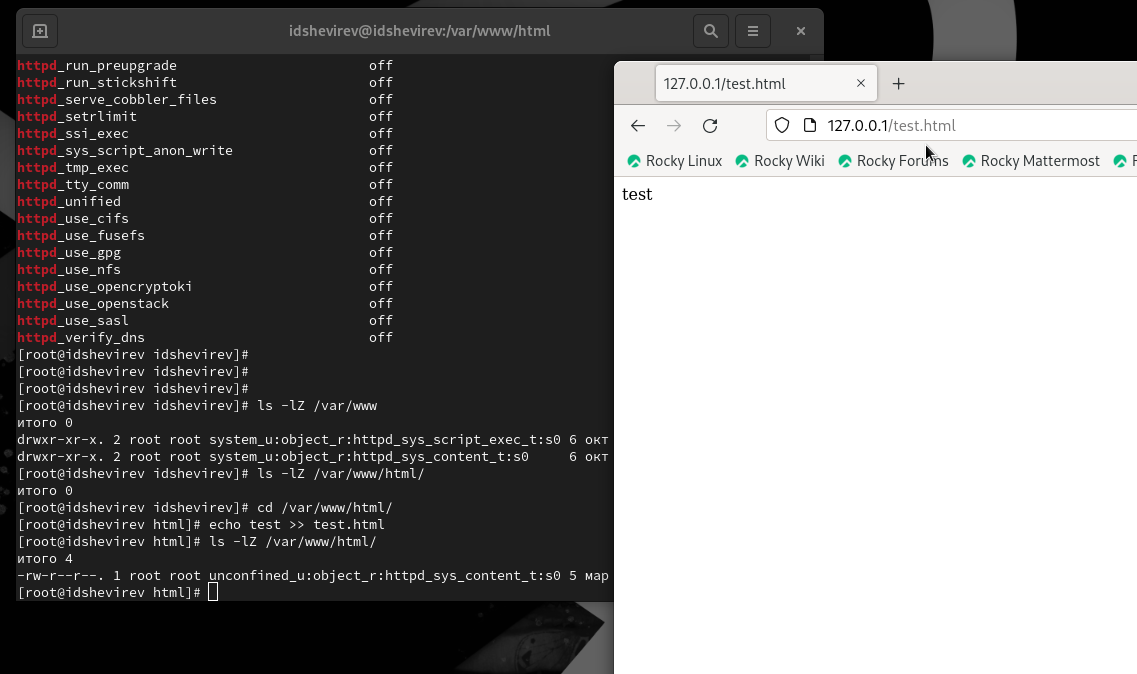 idshevirev@idshevirev:/var/www/html
httpd_run_preupgrade off
httpd_run_stickshift off
httpd_serve_cobbler_files off
httpd_setrlimit off
httpd_ssi_exec off
httpd_sys_script_anon_write off
httpd_tmp_exec off
httpd_tty_comm off
httpd_unified off
httpd_use_cifs off
httpd_use_fusefs off
httpd_use_gpg off
httpd_use_nfs off
httpd_use_opencryptoki off
httpd_use_openstack off
httpd_use_sasl off
httpd_verify_dns off
[root@idshevirev idshevirev]#
[root@idshevirev idshevirev]#
[root@idshevirev idshevirev]#
[root@idshevirev idshevirev]# ls -lZ /var/www
итого 0
drwxr-xr-x. 2 root root system_u:object_r:httpd_sys_script_exec_t:s0 6 окт
drwxr-xr-x. 2 root root system_u:object_r:httpd_sys_content_t:s0 6 окт
[root@idshevirev idshevirev]# ls -lZ /var/www/html/
итого 0
[root@idshevirev idshevirev]# cd /var/www/html/
[root@idshevirev html]# echo test >> test.html
[root@idshevirev html]# ls -lZ /var/www/html/
итого 4
-rw-r--r--. 1 root root unconfined_u:object_r:httpd_sys_content_t:s0 5 мар
[root@idshevirev html]#
127.0.0.1/test.html
127.0.0.1/test.html
Rocky Linux Rocky Wiki Rocky Forums Rocky Mattermost
test